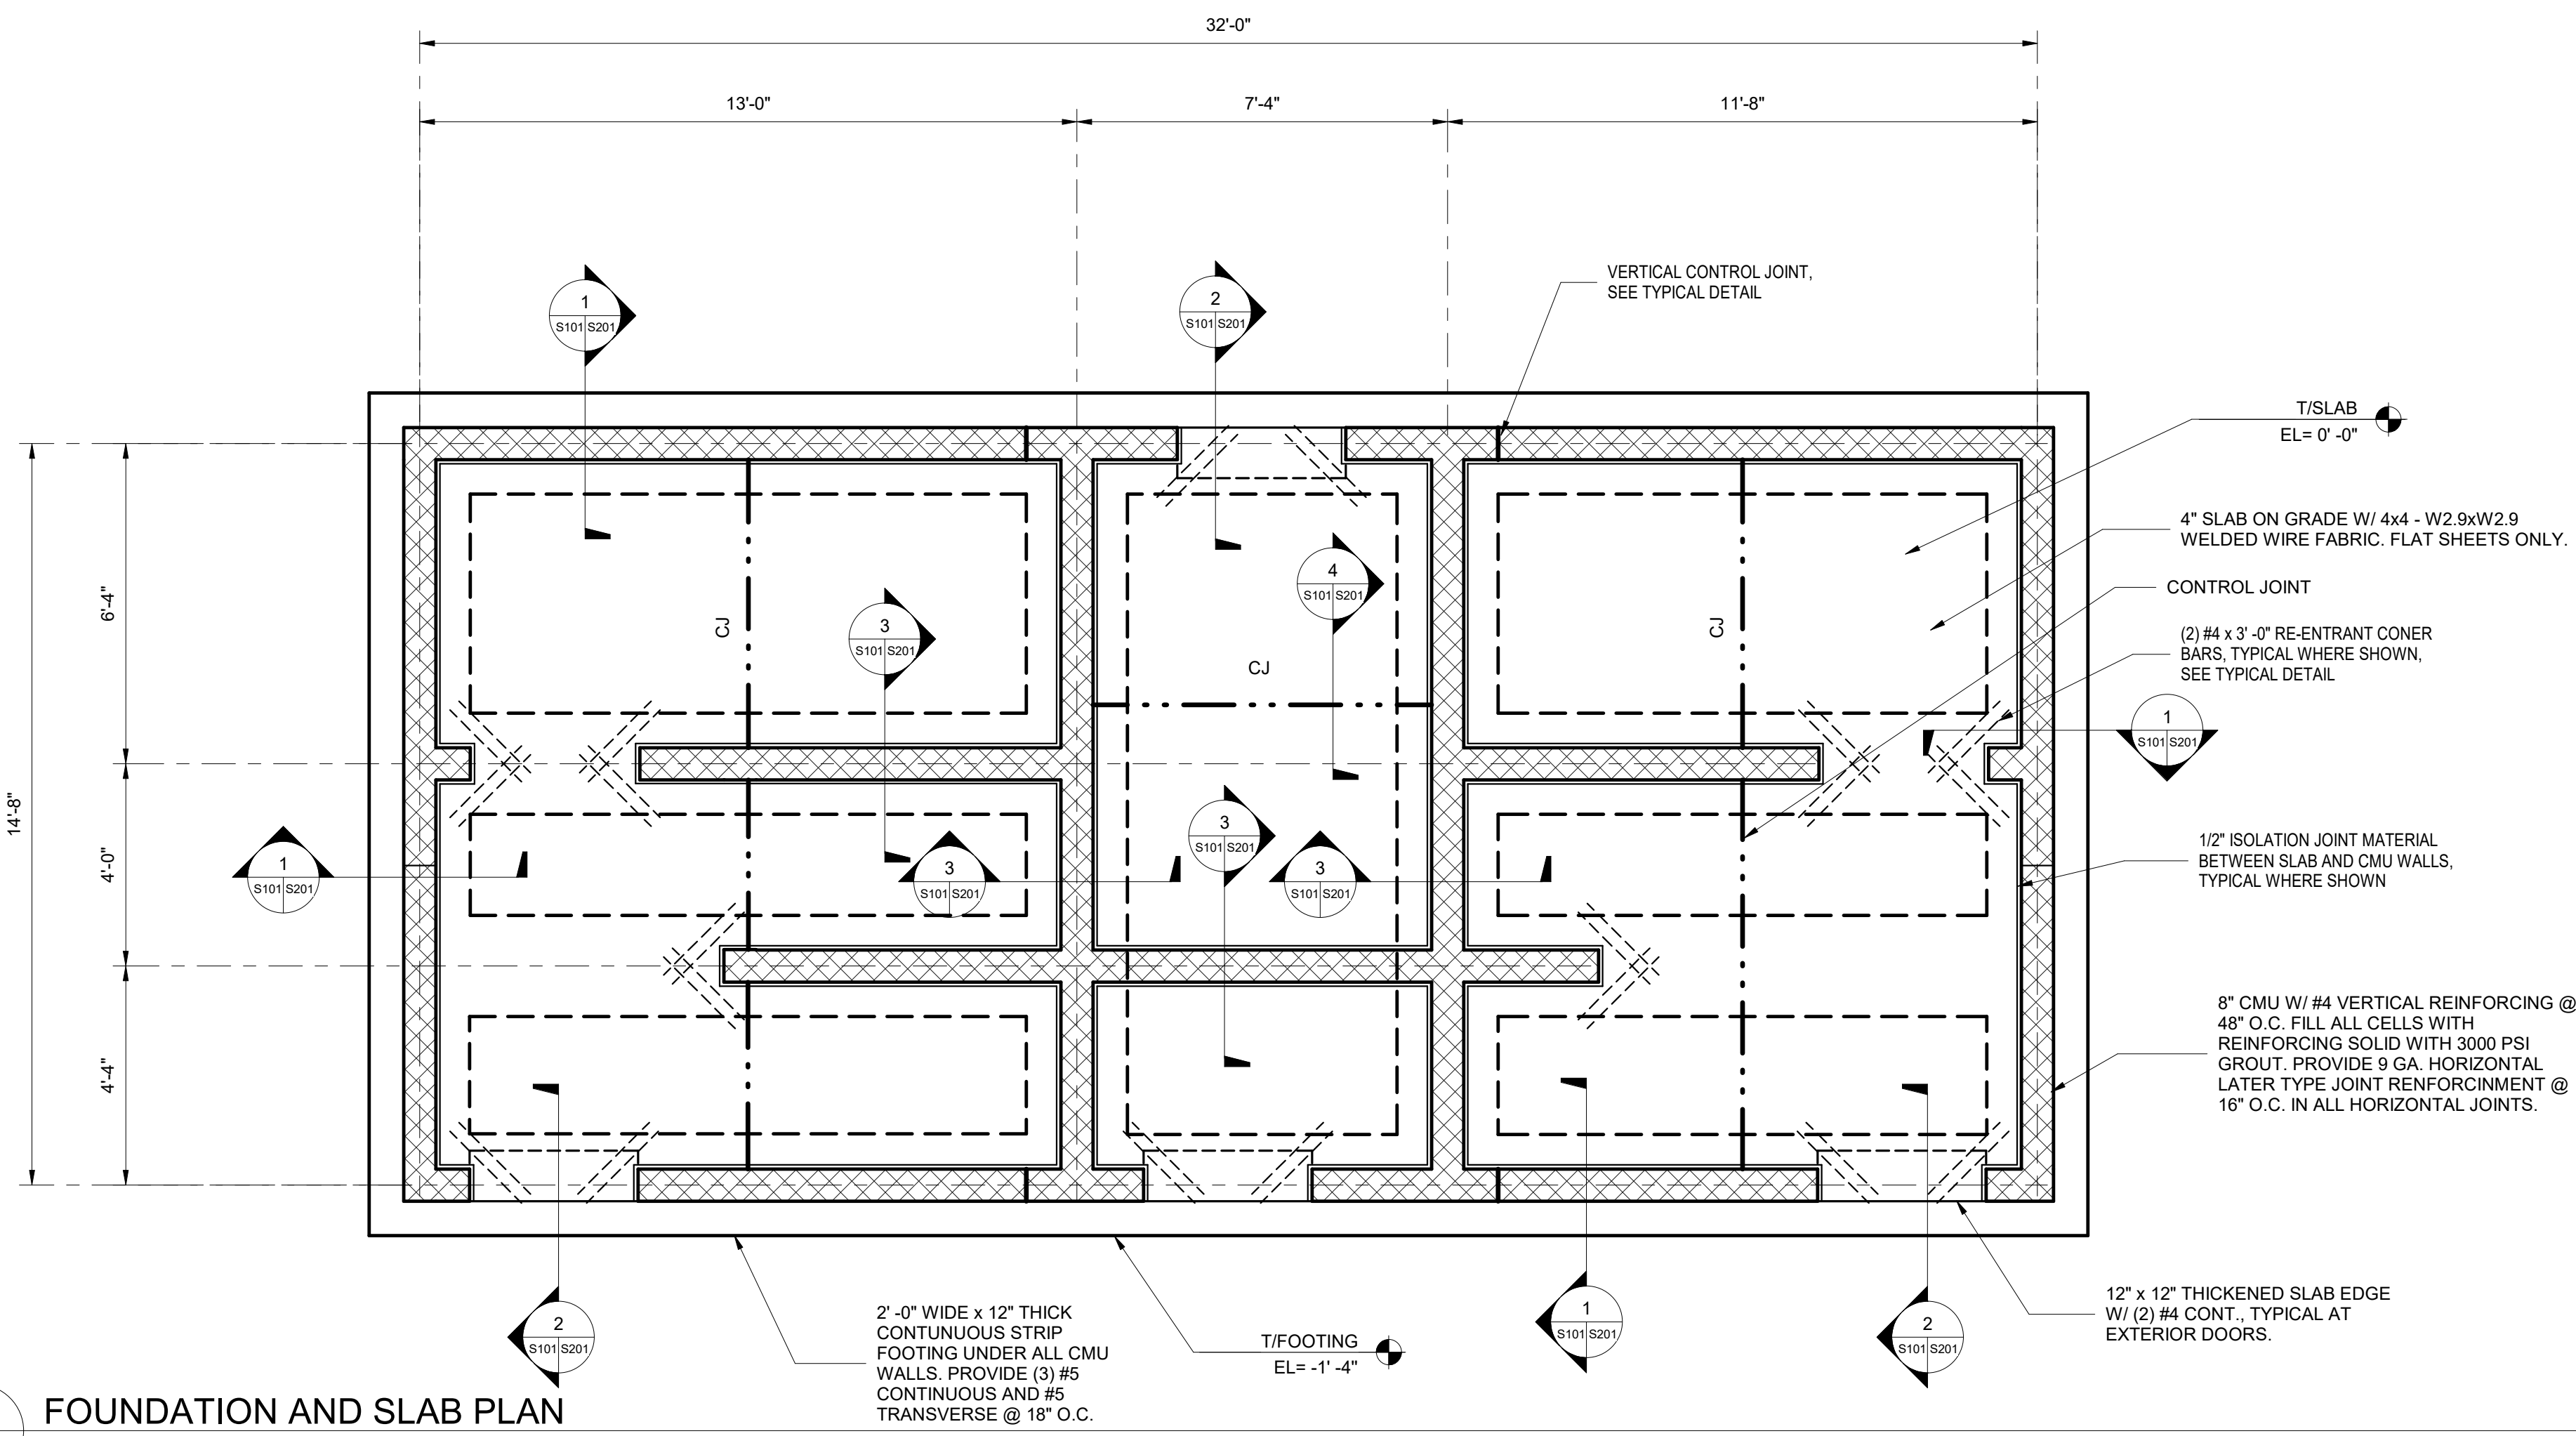 32'-0"
13'-0"
7'-4"
11'-8"
1
S101 S201
2
S101 S201
VERTICAL CONTROL JOINT,
SEE TYPICAL DETAIL
T/SLAB
EL= 0' -0"
4" SLAB ON GRADE W/ 4x4 - W2.9xW2.9
WELDED WIRE FABRIC. FLAT SHEETS ONLY.
CONTROL JOINT
(2) #4 x 3' -0" RE-ENTRANT CONER
BARS, TYPICAL WHERE SHOWN,
SEE TYPICAL DETAIL
6'-4"
CJ
3
S101 S201
4
S101 S201
CJ
CJ
1
S101 S201
14'-8"
4'-0"
1
S101 S201
3
S101 S201
3
S101 S201
3
S101 S201
1/2" ISOLATION JOINT MATERIAL
BETWEEN SLAB AND CMU WALLS,
TYPICAL WHERE SHOWN
4'-4"
8" CMU W/ #4 VERTICAL REINFORCING @
48" O.C. FILL ALL CELLS WITH
REINFORCING SOLID WITH 3000 PSI
GROUT. PROVIDE 9 GA. HORIZONTAL
LATER TYPE JOINT RENFORCINMENT @
16" O.C. IN ALL HORIZONTAL JOINTS.
2
S101 S201
2' -0" WIDE x 12" THICK
CONTUNUOUS STRIP
FOOTING UNDER ALL CMU
WALLS. PROVIDE (3) #5
CONTINUOUS AND #5
TRANSVERSE @ 18" O.C.
T/FOOTING
EL= -1' -4"
1
S101 S201
2
S101 S201
12" x 12" THICKENED SLAB EDGE
W/ (2) #4 CONT., TYPICAL AT
EXTERIOR DOORS.
FOUNDATION AND SLAB PLAN